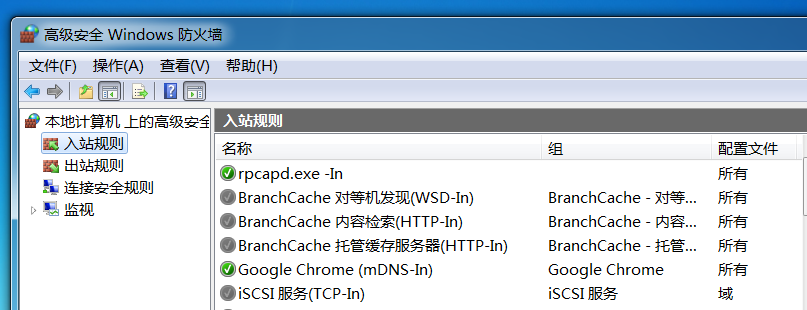 高级安全 Windows 防火墙
文件(F) 操作(A) 查看(V) 帮助(H)
本地计算机 上的高级安全
入站规则
出站规则
连接安全规则
监视
入站规则
名称 组 配置文件
rpcapd.exe -In 所有
BranchCache 对等机发现(WSD-In) BranchCache - 对等... 所有
BranchCache 内容检索(HTTP-In) BranchCache - 内容... 所有
BranchCache 托管缓存服务器(HTTP-In) BranchCache - 托管... 所有
Google Chrome (mDNS-In) Google Chrome 所有
iSCSI 服务(TCP-In) iSCSI 服务 域